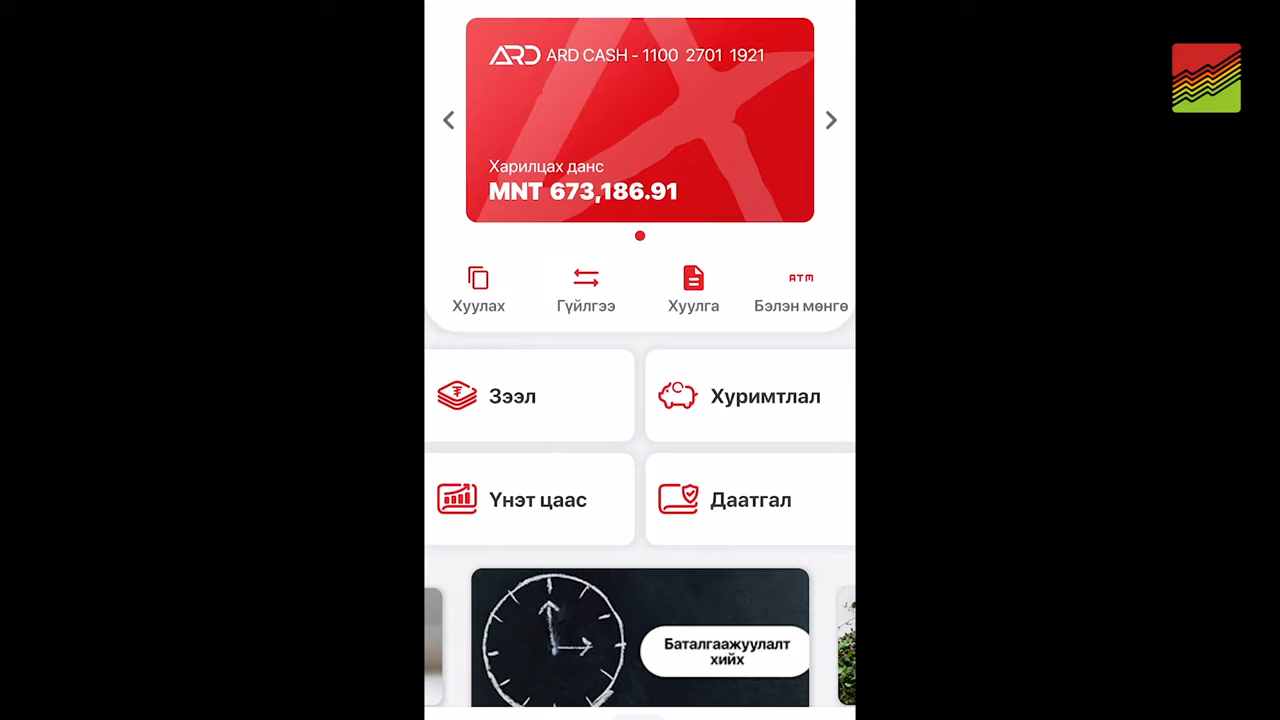 ARD ARD CASH - 1100 2701 1921
Харилцах данс
MNT 673,186.91
Хуулах
Гүйлгээ
Хуулга
ATM
Бэлэн мөнгө
Зээл
Хуримтлал
Үнэт цаас
Даатгал
Баталгаажуулалт
хийх